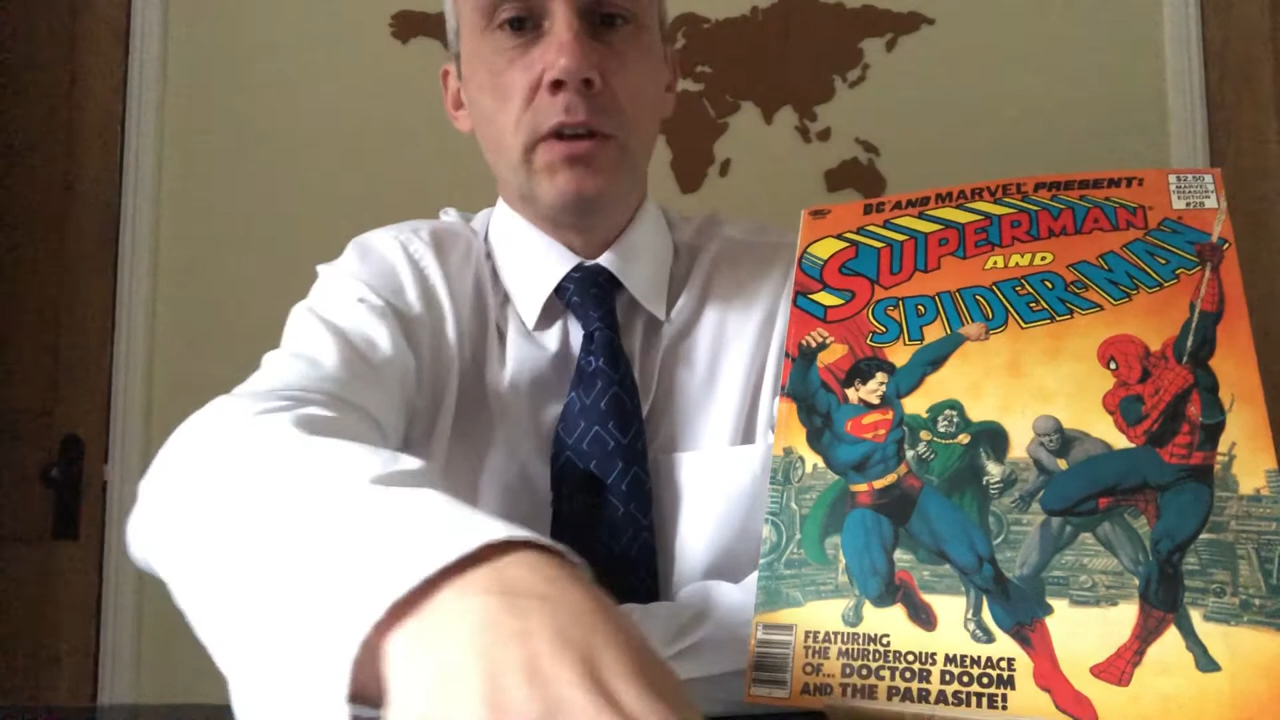 DC AND MARVEL PRESENT:
$2.50
MARVEL
TREASURY
EDITION
#28
SUPERMAN
AND
SPIDER-MAN
FEATURING
THE MURDEROUS MENACE
OF... DOCTOR DOOM
AND THE PARASITE!